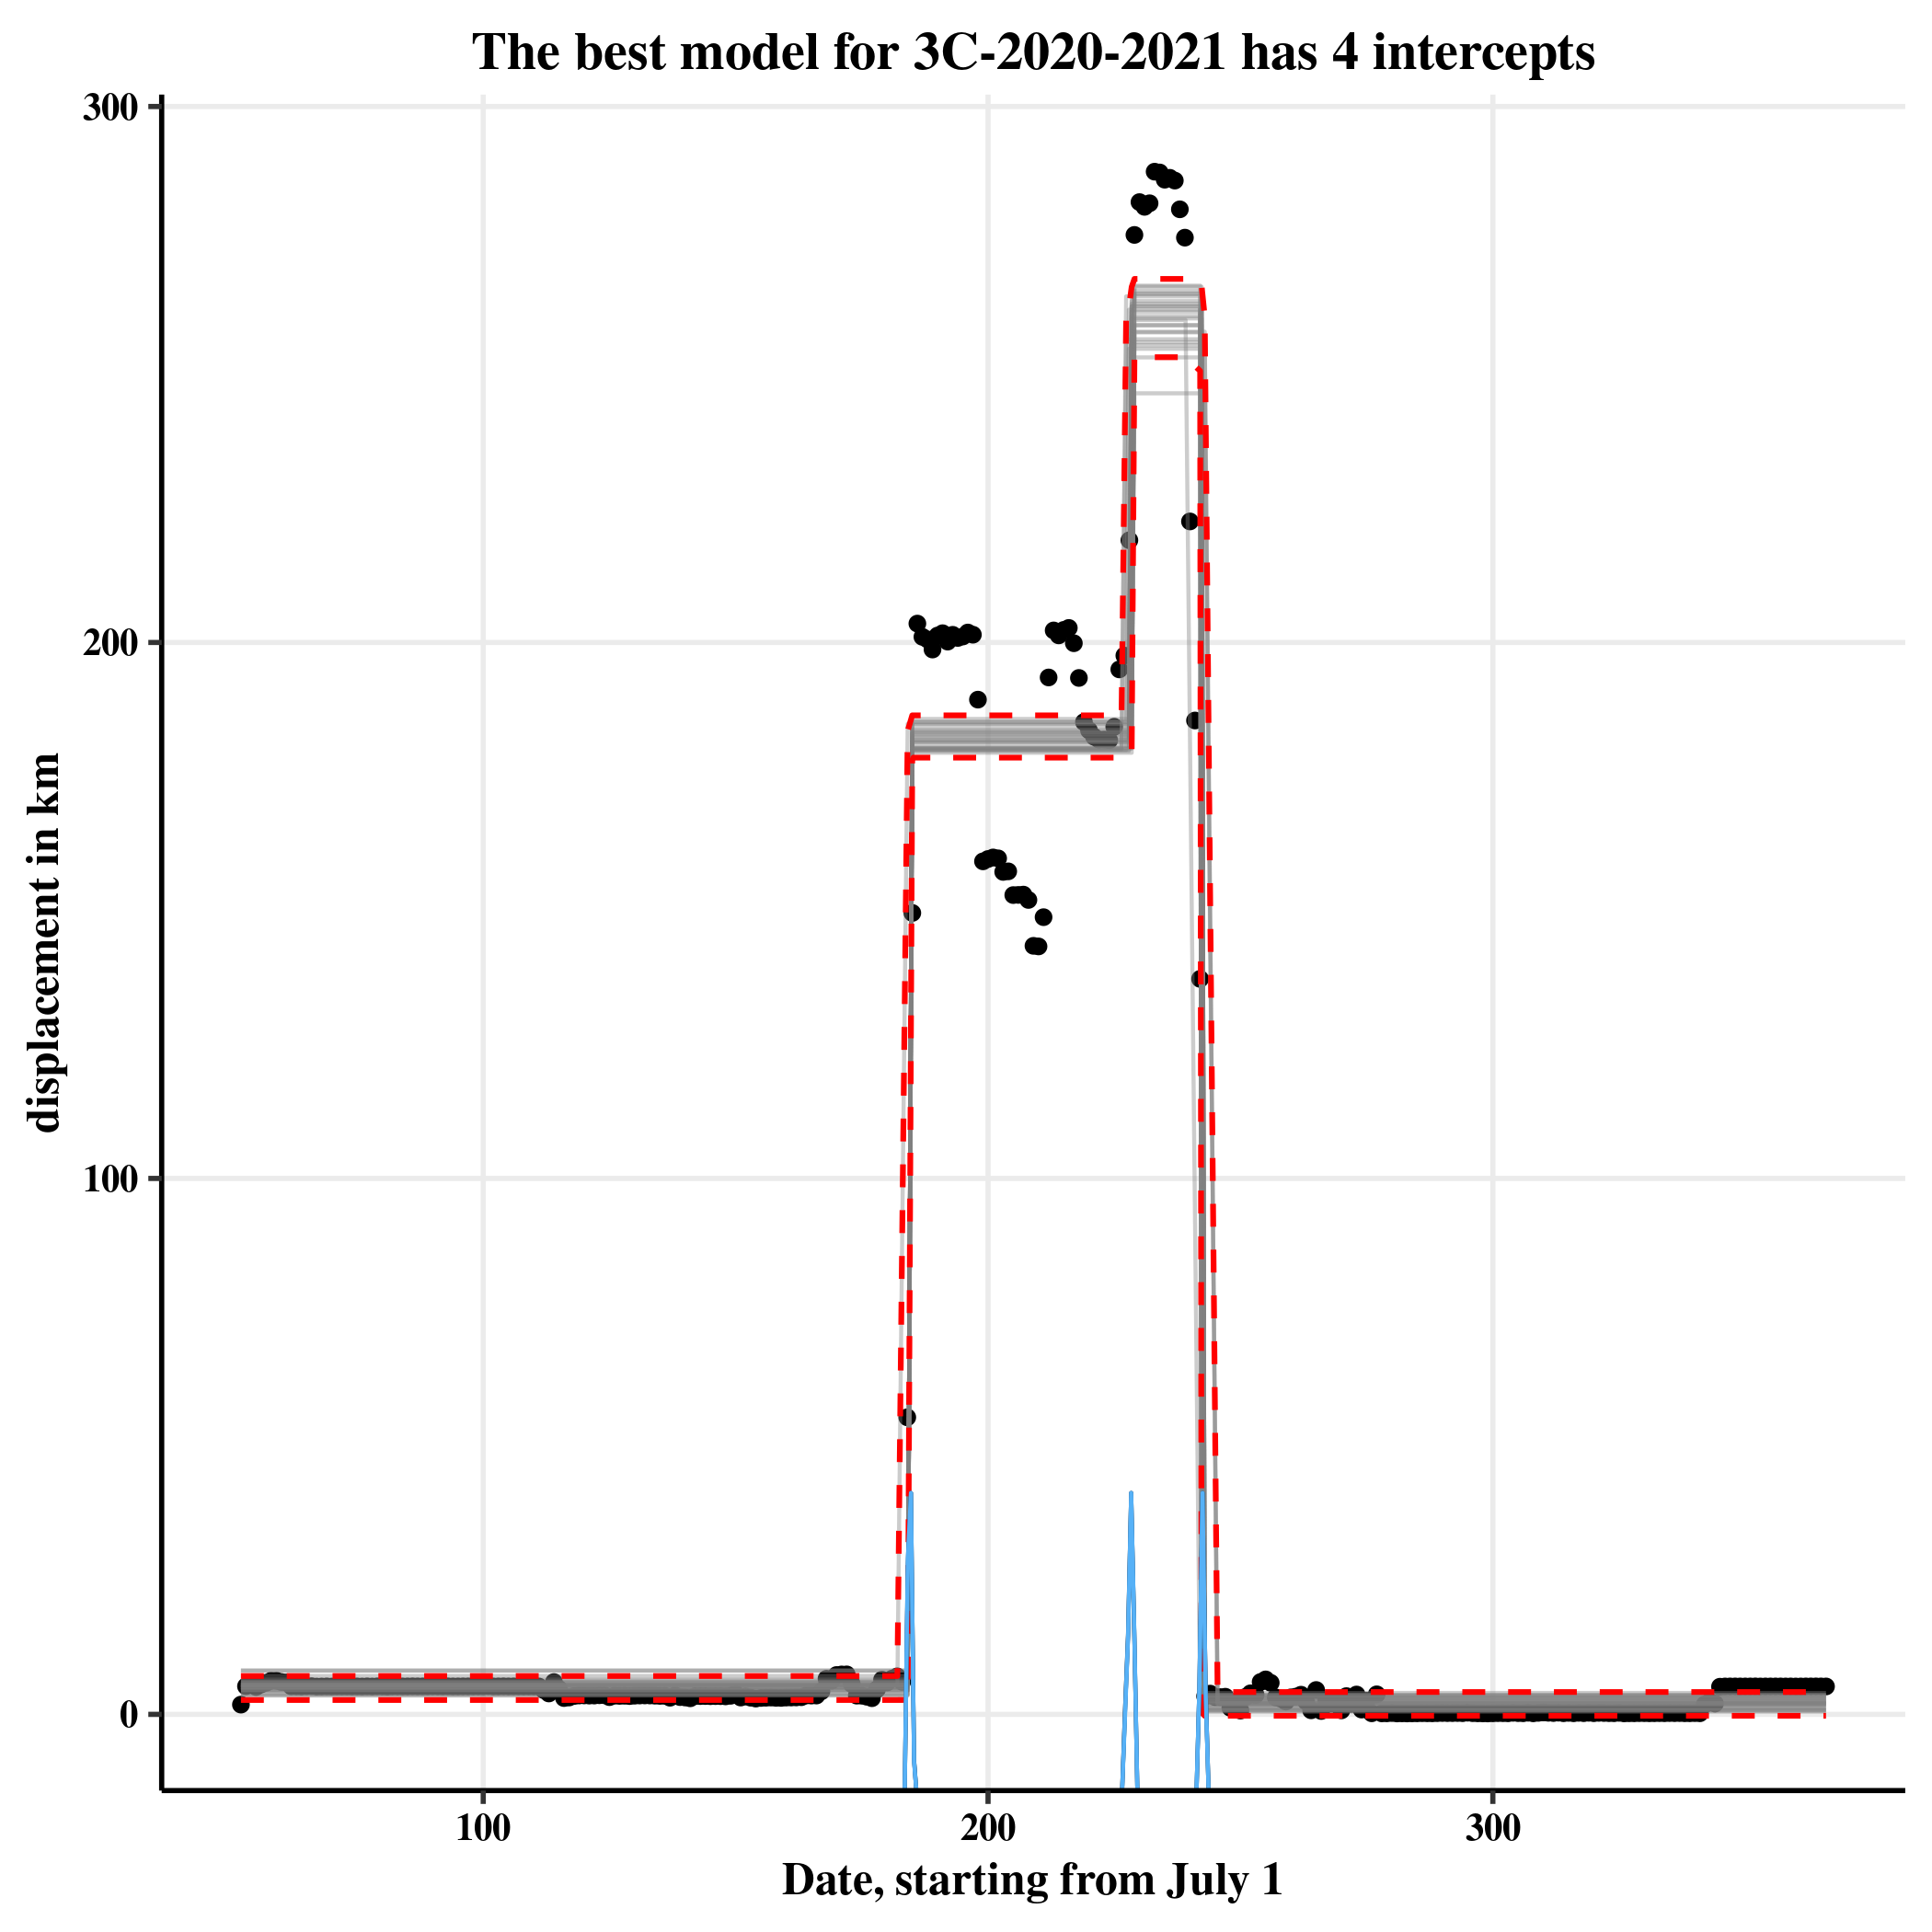 The best model for 3C-2020-2021 has 4 intercepts
300
200
100
0
displacement in km
100
200
300
Date, starting from July 1